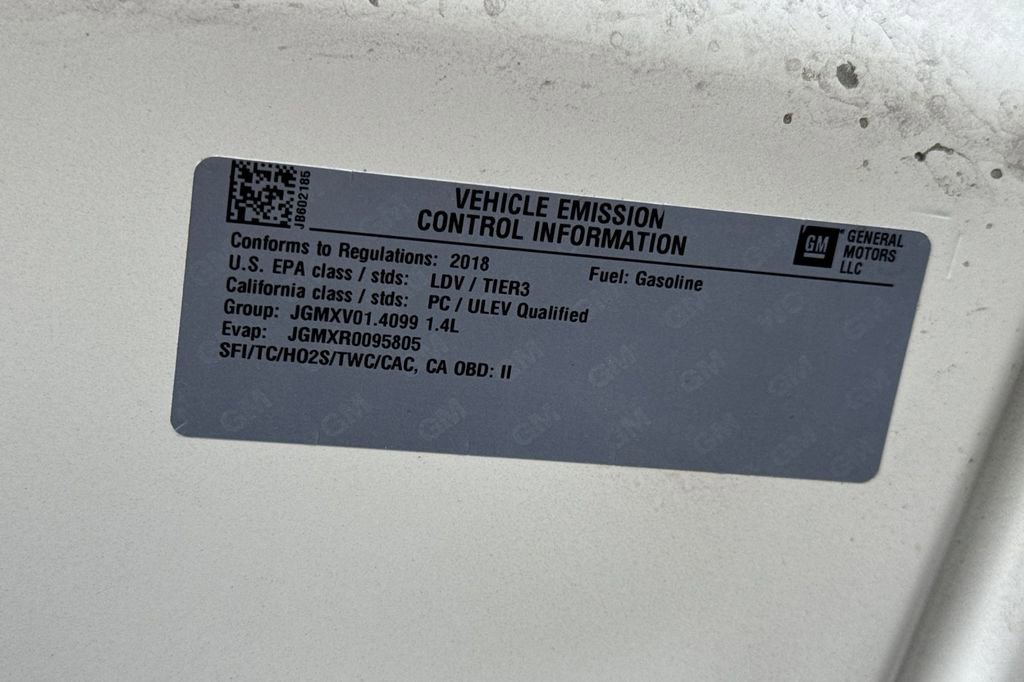 JB602185
VEHICLE EMISSION
CONTROL INFORMATION
GM
GENERAL
MOTORS
LLC
Conforms to Regulations: 2018
Fuel: Gasoline
U.S. EPA class / stds: LDV / TIER3
California class / stds: PC / ULEV Qualified
Group: JGMXV01.4099 1.4L
Evap: JGMXR0095805
SFI/TC/HO2S/TWC/CAC, CA OBD: II